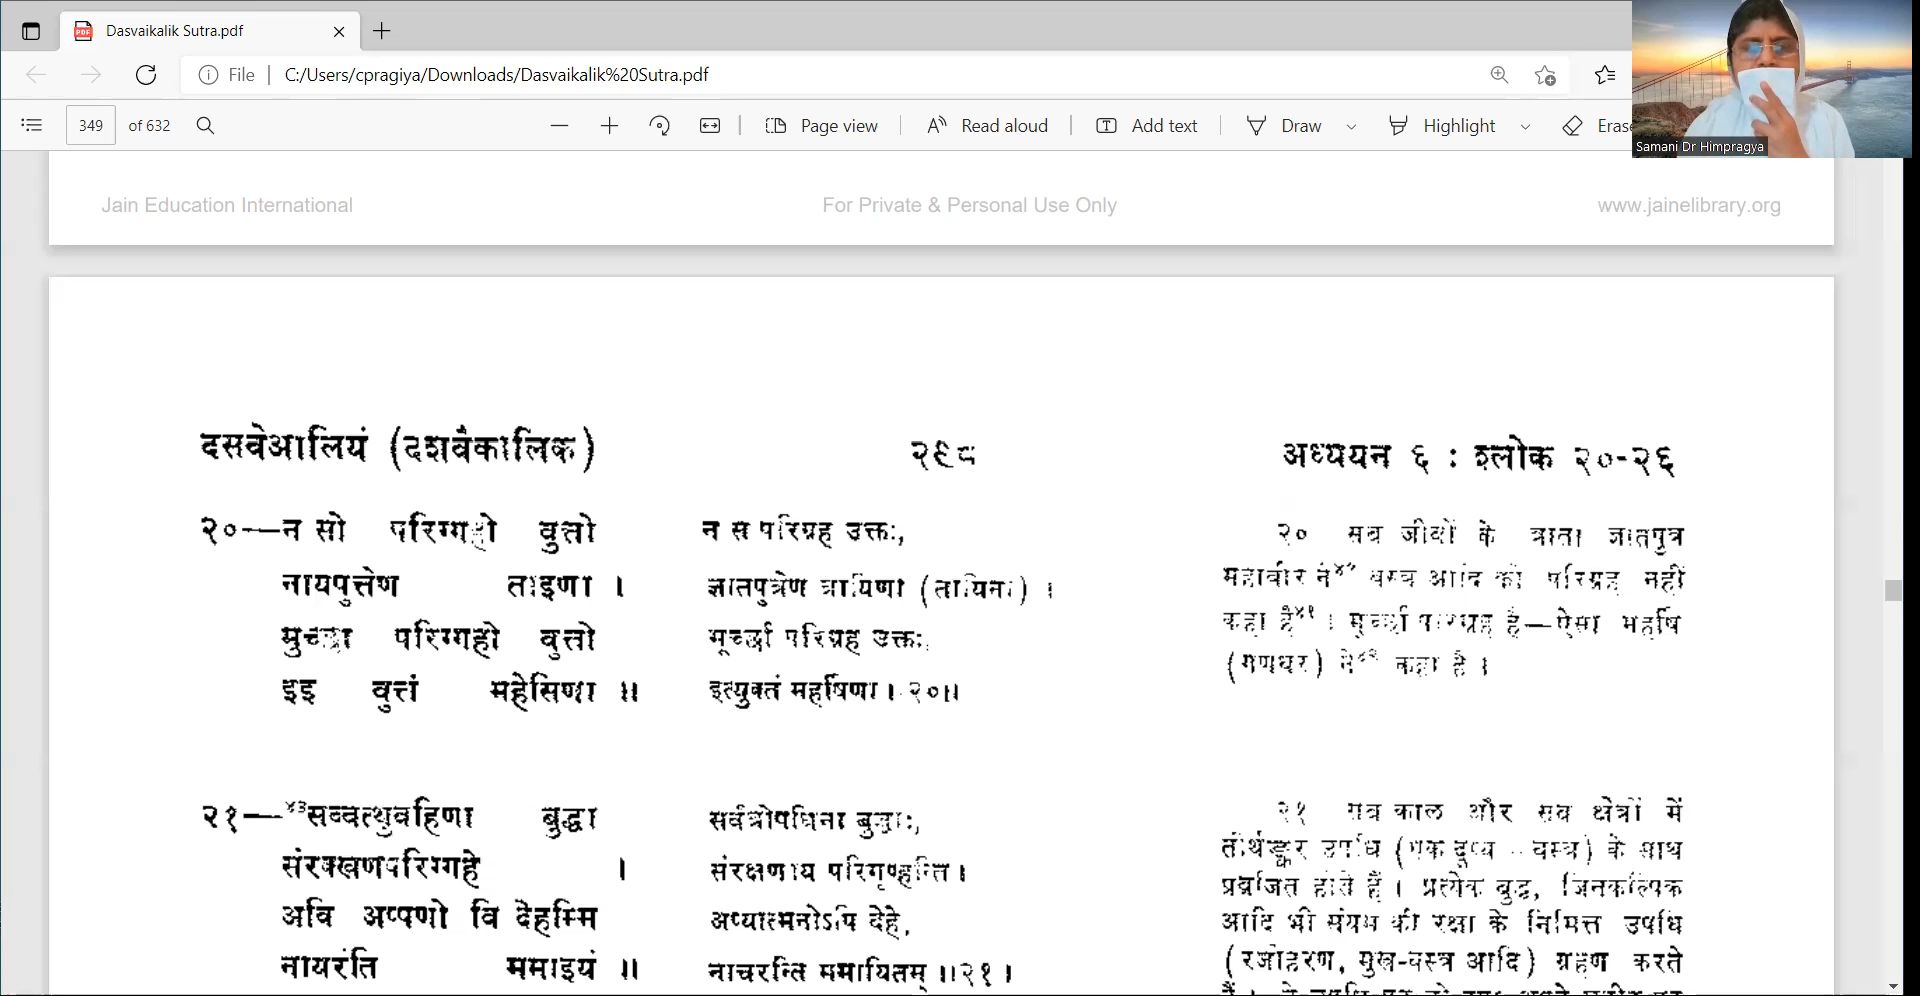 Dasvaikalik Sutra.pdf
File
C:/Users/cpragiya/Downloads/Dasvaikalik%20Sutra.pdf
349 of 632
Page view
Read aloud
Add text
Draw
Highlight
Erase
Samani Dr Himpragya
Jain Education International
For Private & Personal Use Only
www.jainelibrary.org
दसवेआलियं (दशवैकालिक)
२९८
अध्ययन ६ : श्लोक २०-२६
२०—न सो परिग्गहो वुत्तो
नायपुत्तेण ताइणा ।
मुच्छा परिग्गहो वुत्तो
इइ वुत्तं महेसिणा ॥
न स परिग्रह उक्तः,
ज्ञातपुत्रेण त्रायिणा (तायिना) ।
मूर्च्छा परिग्रह उक्तः,
इत्युक्तं महर्षिणा । २०॥
२० सब जीवों के त्राता ज्ञातपुत्र
महावीर ने वस्त्र आदि को परिग्रह नहीं
कहा है४१ । मूर्च्छा परिग्रह है—ऐसा महर्षि
(गणधर) ने४२ कहा है ।
२१—४३सव्वत्थुवहिणा बुद्धा
संरक्खणपरिग्गहे ।
अवि अप्पणो वि देहम्मि
नायरंति ममाइयं ॥
सर्वत्रोपधिना बुद्धाः,
संरक्षणाय परिगृण्हन्ति ।
अप्यात्मनोऽपि देहे,
नाचरन्ति ममायितम् ॥२१।
२१ सब काल और सब क्षेत्रों में
तीर्थङ्कर उपधि (एक दूष्य - वस्त्र) के साथ
प्रव्रजित होते हैं । प्रत्येक बुद्ध, जिनकल्पिक
आदि भी संयम की रक्षा के निमित्त उपधि
(रजोहरण, मुख-वस्त्र आदि) ग्रहण करते